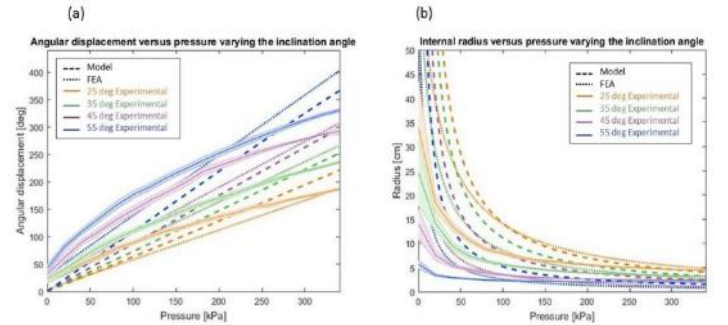 (a)
Angular displacement versus pressure varying the inclination angle
Angular displacement [deg]
400
350
300
250
200
150
100
50
0
Model
FEA
25 deg Experimental
35 deg Experimental
45 deg Experimental
55 deg Experimental
0 50 100 150 200 250 300
Pressure [kPa]
(b)
Internal radius versus pressure varying the inclination angle
Radius [cm]
50
45
40
35
30
25
20
15
10
5
0
Model
FEA
25 deg Experimental
35 deg Experimental
45 deg Experimental
55 deg Experimental
0 50 100 150 200 250 300
Pressure [kPa]